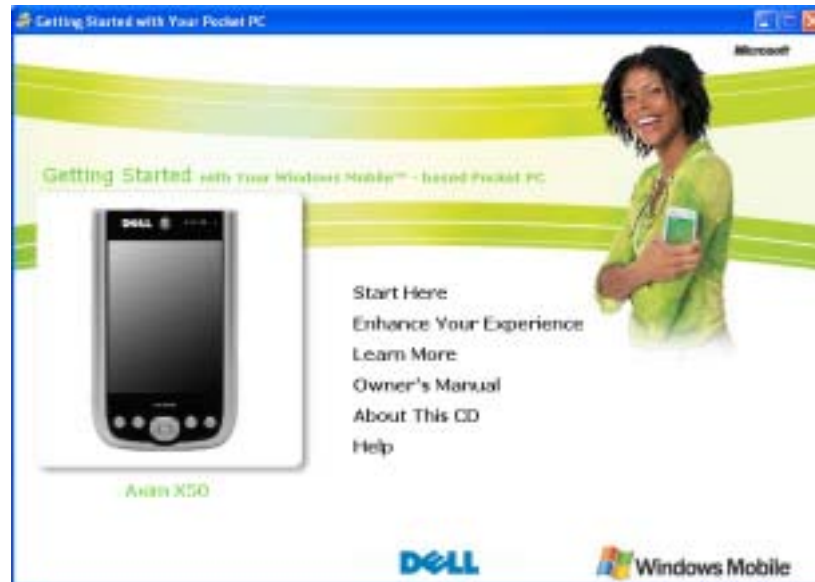 Getting Started with Your Pocket PC
Microsoft
Getting Started with Your Windows Mobile™ - based Pocket PC
DELL
Start Here
Enhance Your Experience
Learn More
Owner's Manual
About This CD
Help
Axim X50
DELL
Windows Mobile